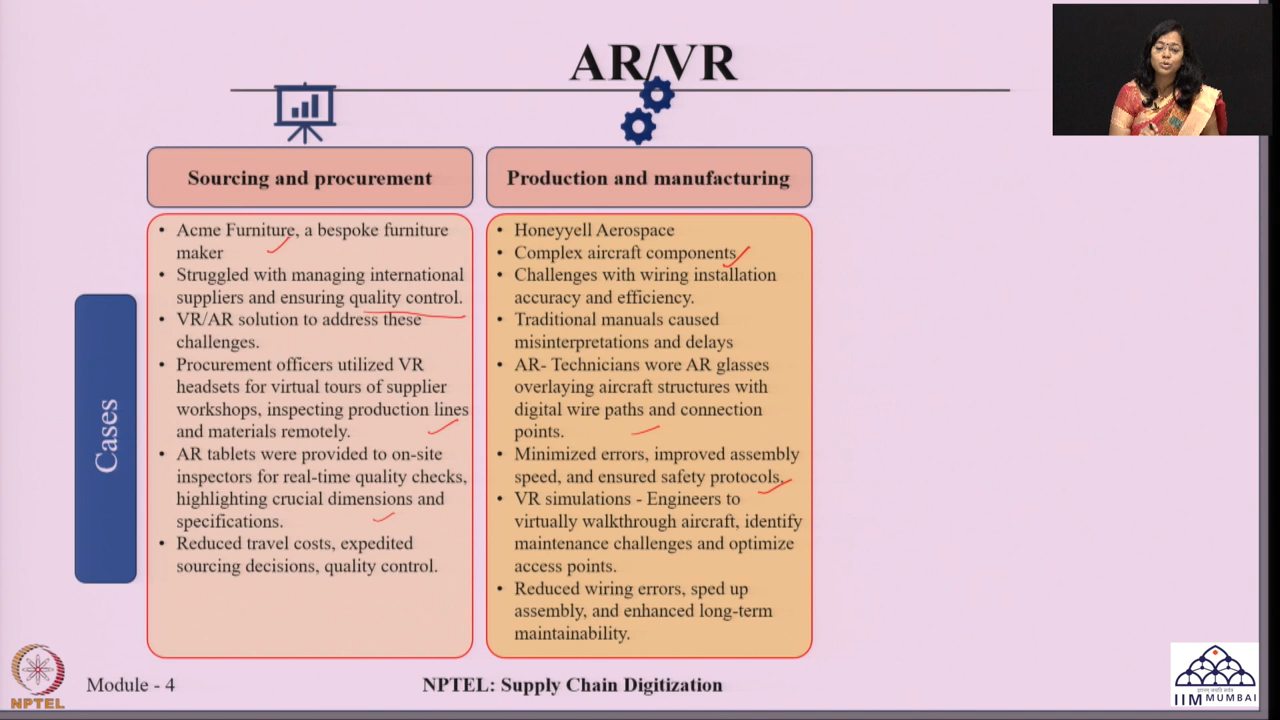 AR/VR
Sourcing and procurement
Production and manufacturing
Cases
• Acme Furniture, a bespoke furniture
maker
• Struggled with managing international
suppliers and ensuring quality control.
• VR/AR solution to address these
challenges.
• Procurement officers utilized VR
headsets for virtual tours of supplier
workshops, inspecting production lines
and materials remotely.
• AR tablets were provided to on-site
inspectors for real-time quality checks,
highlighting crucial dimensions and
specifications.
• Reduced travel costs, expedited
sourcing decisions, quality control.
• Honeyyell Aerospace
• Complex aircraft components
• Challenges with wiring installation
accuracy and efficiency.
• Traditional manuals caused
misinterpretations and delays
• AR- Technicians wore AR glasses
overlaying aircraft structures with
digital wire paths and connection
points.
• Minimized errors, improved assembly
speed, and ensured safety protocols.
• VR simulations - Engineers to
virtually walkthrough aircraft, identify
maintenance challenges and optimize
access points.
• Reduced wiring errors, sped up
assembly, and enhanced long-term
maintainability.
NPTEL
Module - 4
NPTEL: Supply Chain Digitization
IIM MUMBAI